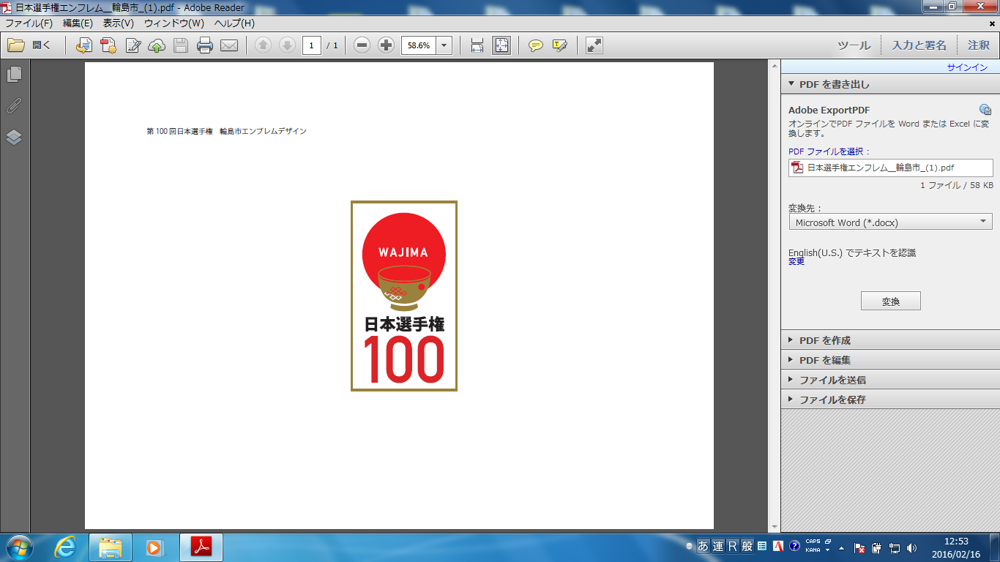 日本選手権エンブレム__輪島市_(1).pdf - Adobe Reader
ファイル(F) 編集(E) 表示(V) ウィンドウ(W) ヘルプ(H)
開く 1 / 1 58.6% ツール 入力と署名 注釈
サインイン
PDF を書き出し
Adobe ExportPDF
オンラインでPDF ファイルを Word または Excel に変
換します。
PDF ファイルを選択：
日本選手権エンフレム__輪島市_(1).pdf
1 ファイル / 58 KB
変換先：
Microsoft Word (*.docx)
English(U.S.) でテキストを認識
変更
変換
PDF を作成
PDF を編集
ファイルを送信
ファイルを保存
第 100 回日本選手権 輪島市エンブレムデザイン
WAJIMA
日本選手権
100
あ 連 R 般 CAPS KANA
12:53
2016/02/16